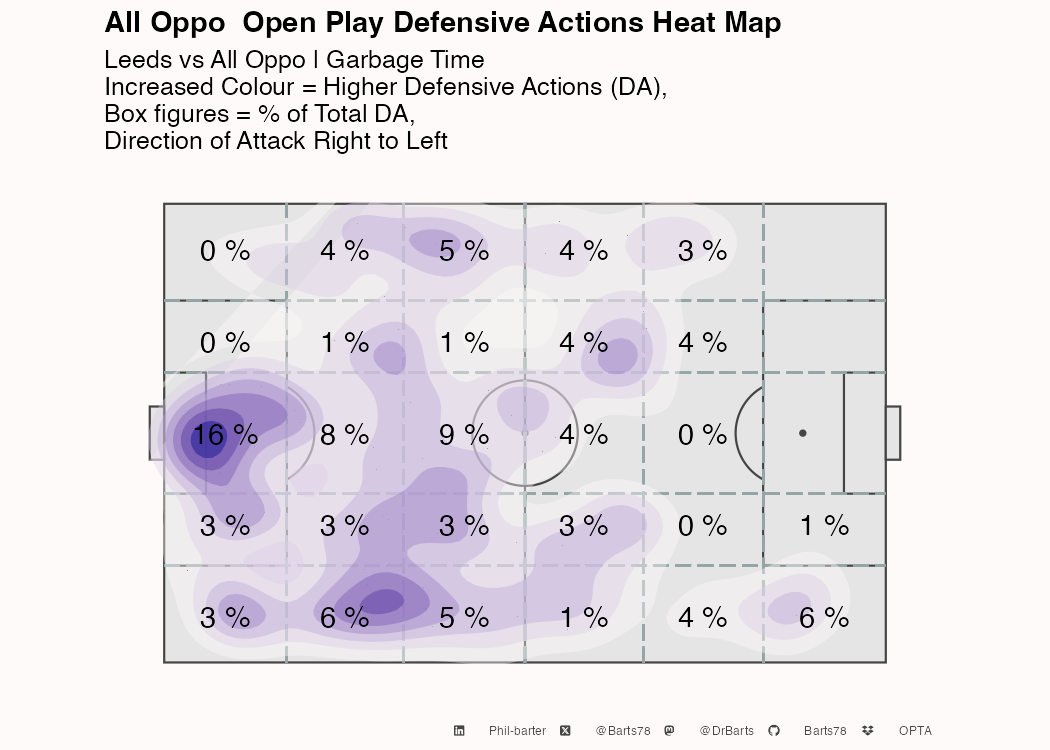 All Oppo  Open Play Defensive Actions Heat Map
Leeds vs All Oppo | Garbage Time
Increased Colour = Higher Defensive Actions (DA),
Box figures = % of Total DA,
Direction of Attack Right to Left
0 % 4 % 5 % 4 % 3 %
0 % 1 % 1 % 4 % 4 %
16 % 8 % 9 % 4 % 0 %
3 % 3 % 3 % 3 % 0 % 1 %
3 % 6 % 5 % 1 % 4 % 6 %
Phil-barter @Barts78 @DrBarts Barts78 OPTA